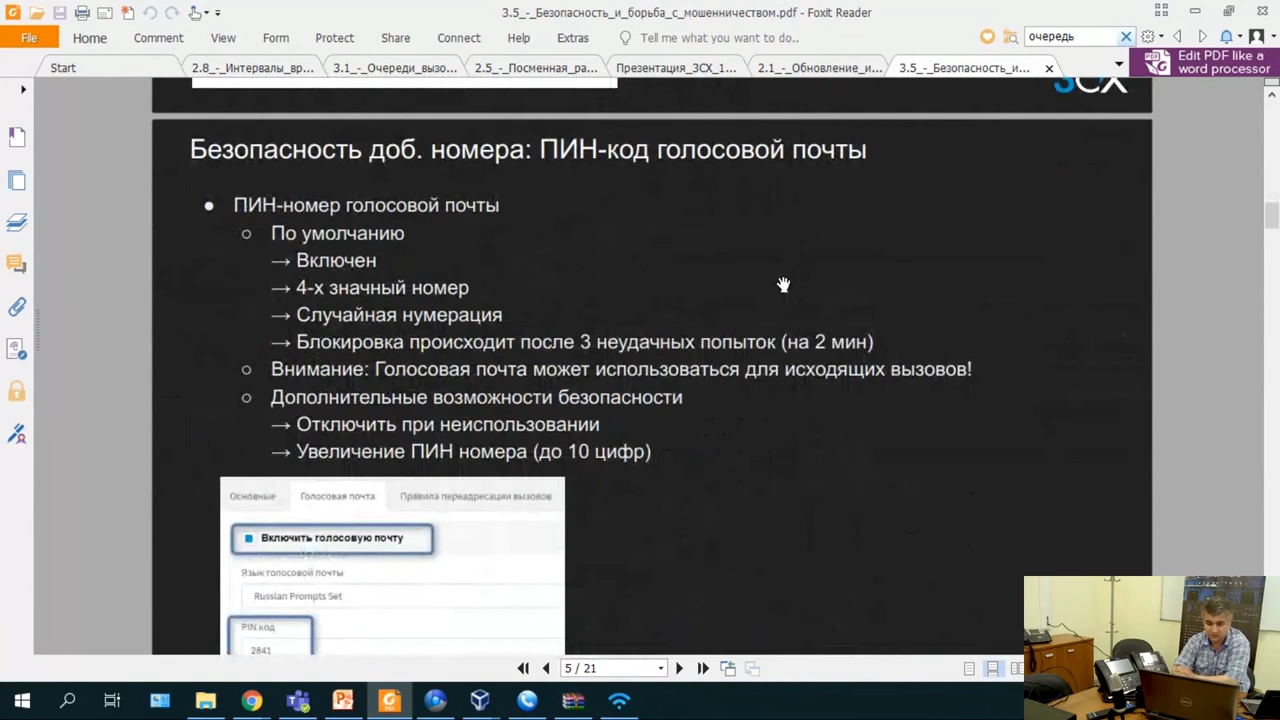 3.5_-_Безопасность_и_борьба_с_мошенничеством.pdf - Foxit Reader
File Home Comment View Form Protect Share Connect Help Extras Tell me what you want to do.. очередь
Start 2.8_-_Интервалы_вр... 3.1_-_Очереди_вызо... 2.5_-_Посменная_ра... Презентация_3CX_1... 2.1_-_Обновление_и... 3.5_-_Безопасность_и...
Edit PDF like a
word processor
3CX
Безопасность доб. номера: ПИН-код голосовой почты
● ПИН-номер голосовой почты
○ По умолчанию
→ Включен
→ 4-х значный номер
→ Случайная нумерация
→ Блокировка происходит после 3 неудачных попыток (на 2 мин)
○ Внимание: Голосовая почта может использоваться для исходящих вызовов!
○ Дополнительные возможности безопасности
→ Отключить при неиспользовании
→ Увеличение ПИН номера (до 10 цифр)
Основные Голосовая почта Правила переадресации вызовов
Включить голосовую почту
Язык голосовой почты
Russian Prompts Set
PIN код
2841
5 / 21